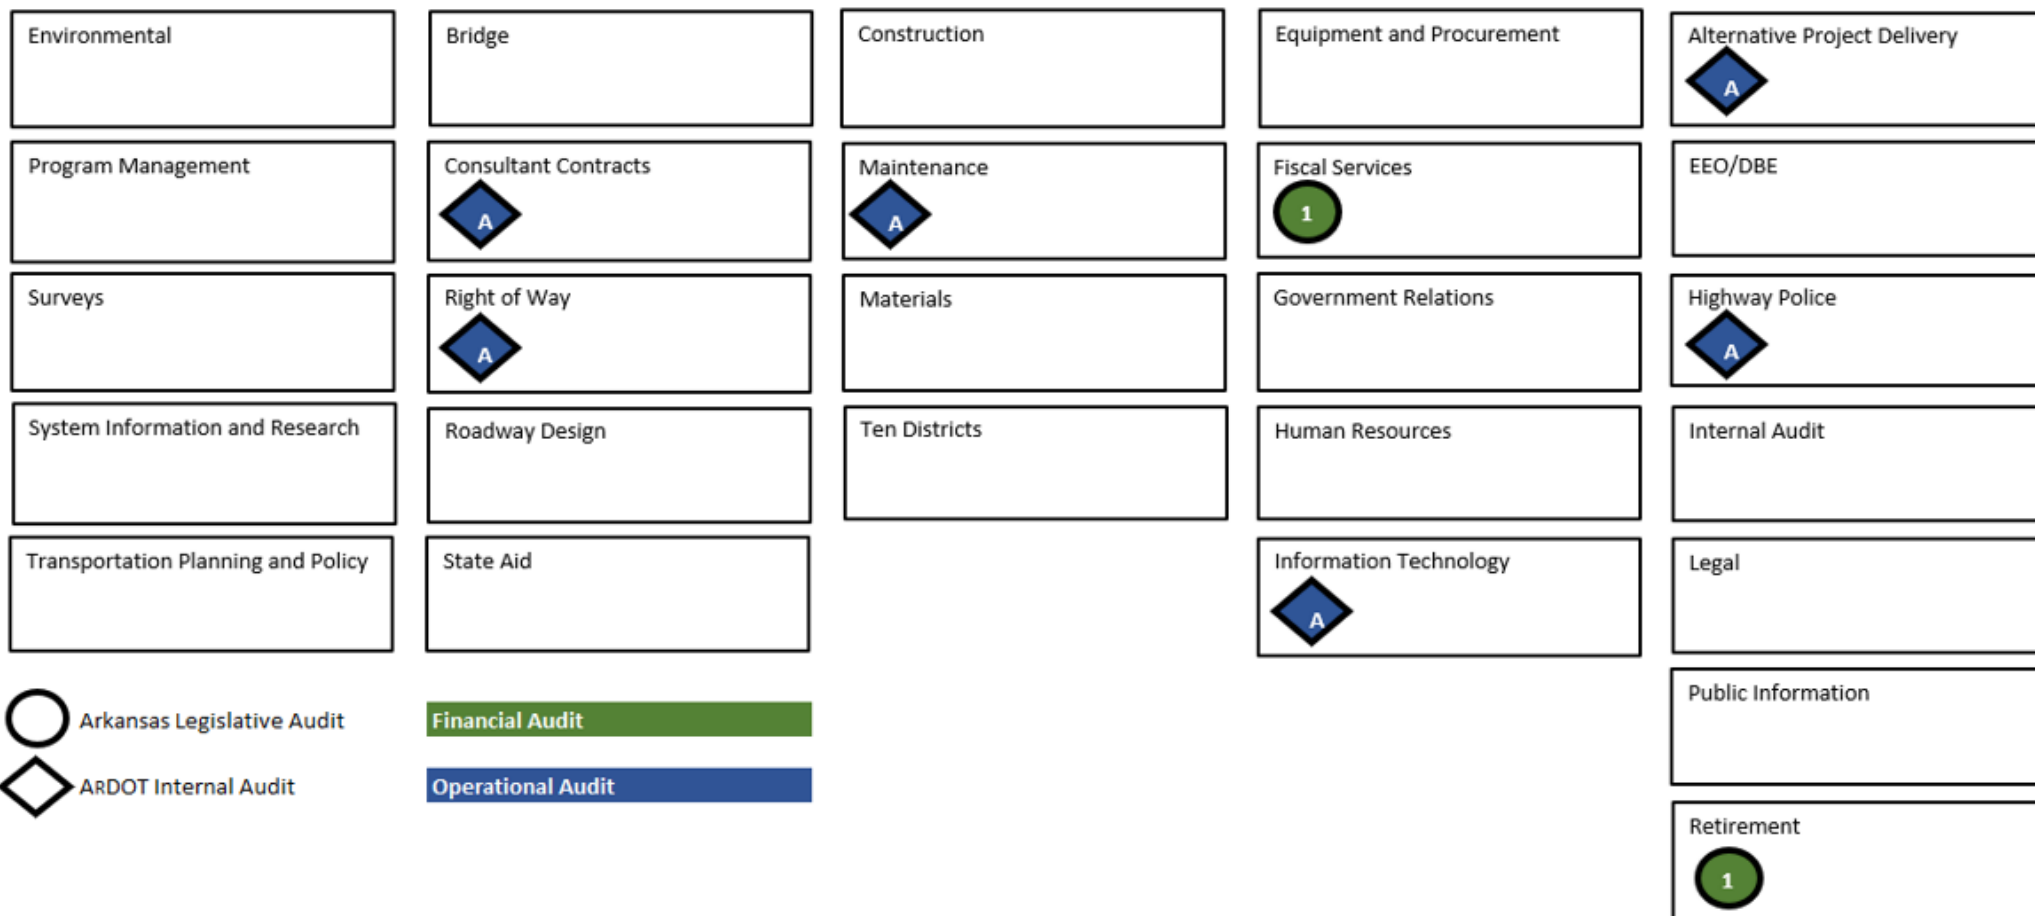 Environmental
Bridge
Construction
Equipment and Procurement
Alternative Project Delivery
A
Program Management
Consultant Contracts
A
Maintenance
A
Fiscal Services
1
EEO/DBE
Surveys
Right of Way
A
Materials
Government Relations
Highway Police
A
System Information and Research
Roadway Design
Ten Districts
Human Resources
Internal Audit
Transportation Planning and Policy
State Aid
Information Technology
A
Legal
Public Information
Retirement
1
Arkansas Legislative Audit
Financial Audit
ARDOT Internal Audit
Operational Audit